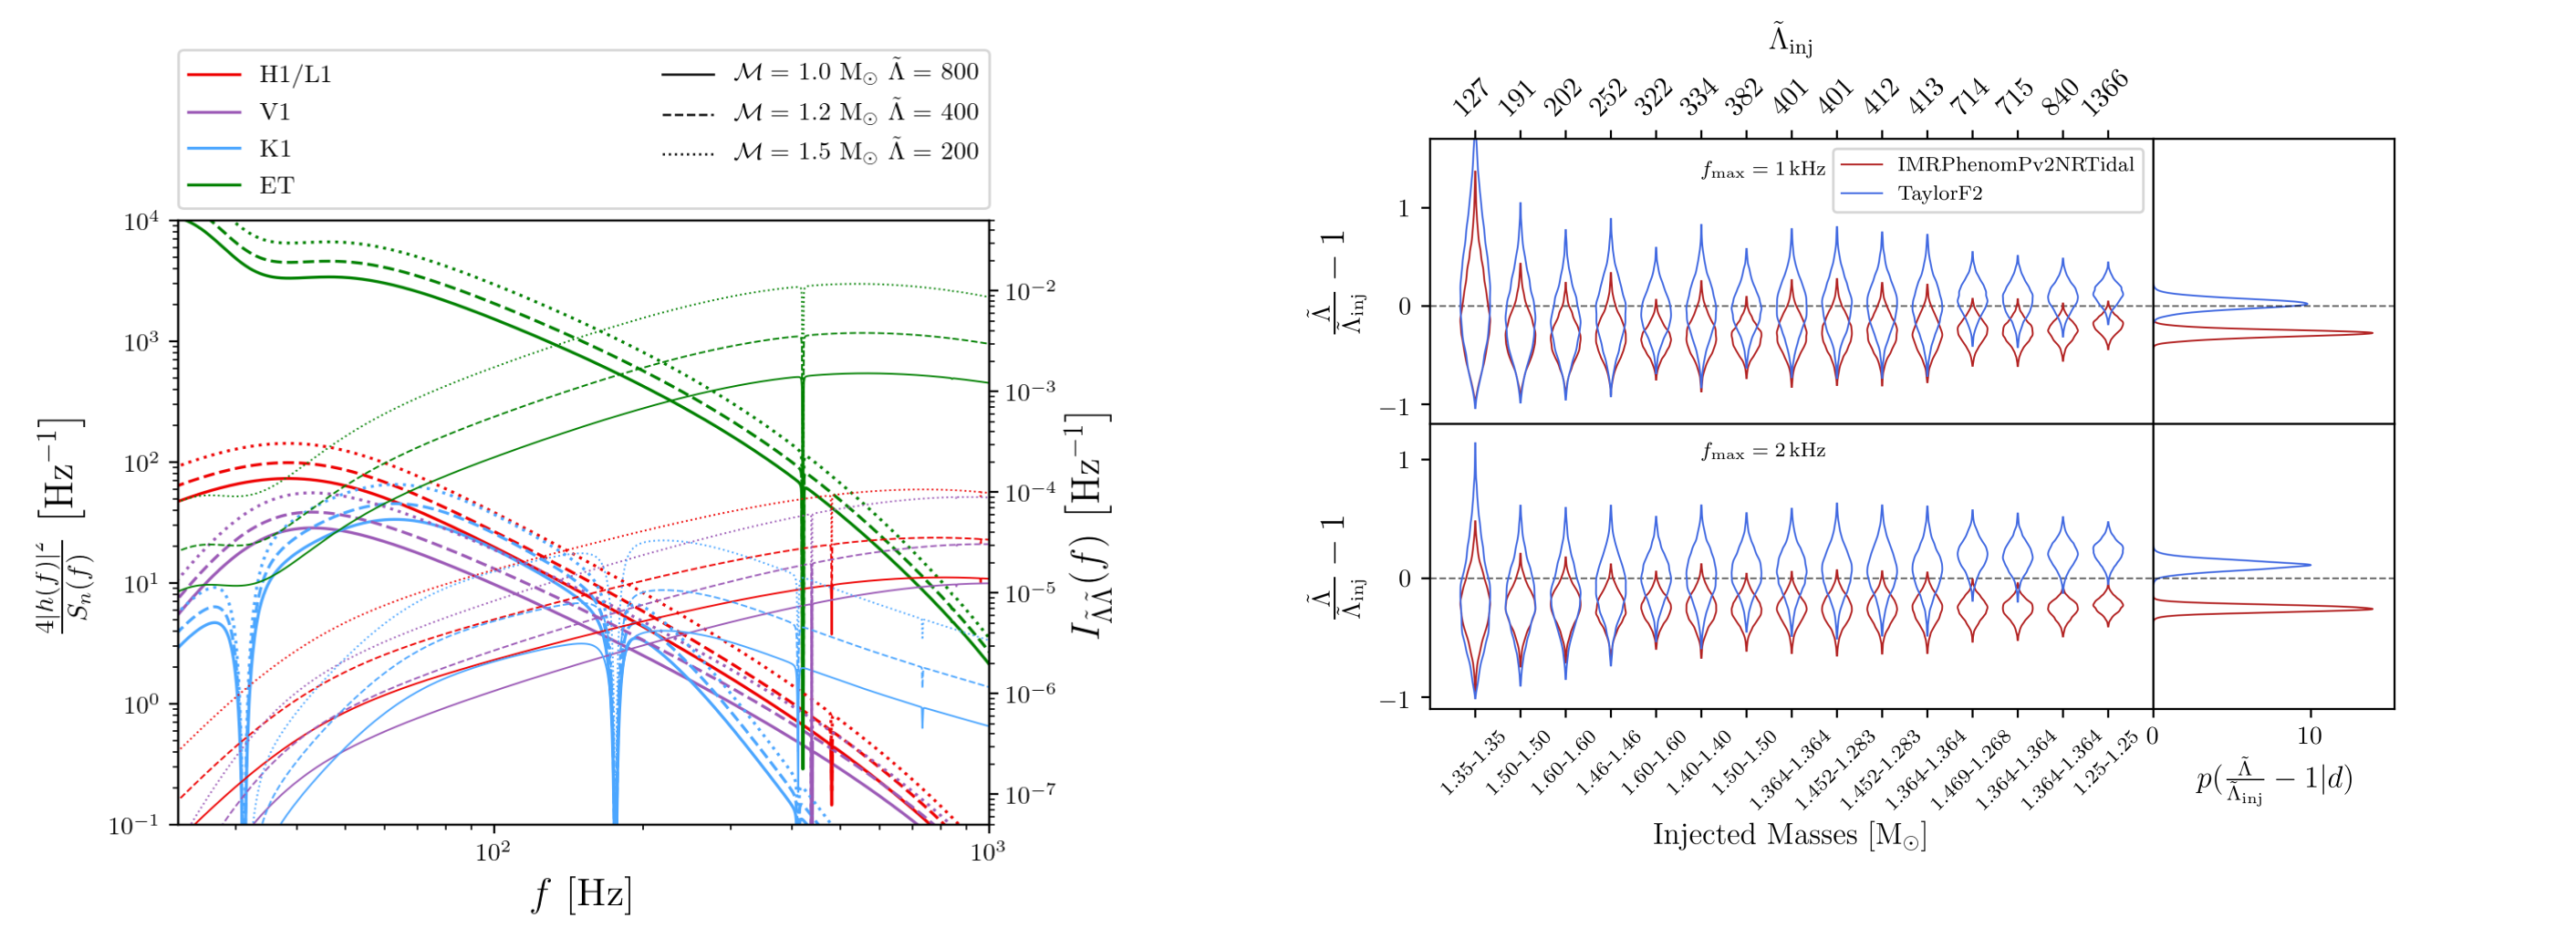 H1/L1
V1
K1
ET
ℳ = 1.0 M⊙ Λ̃ = 800
ℳ = 1.2 M⊙ Λ̃ = 400
ℳ = 1.5 M⊙ Λ̃ = 200
10⁴
10³
10²
10¹
10⁰
10⁻¹
4|h(f)|² / Sₙ(f) [Hz⁻¹]
10⁻²
10⁻³
10⁻⁴
10⁻⁵
10⁻⁶
10⁻⁷
I_Λ̃Λ̃(f) [Hz⁻¹]
10²
10³
f [Hz]
Λ̃inj
127
191
202
252
322
334
382
401
401
412
413
714
715
840
1366
fmax = 1 kHz
IMRPhenomPv2NRTidal
TaylorF2
1
0
−1
Λ̃/Λ̃inj − 1
fmax = 2 kHz
1
0
−1
Λ̃/Λ̃inj − 1
1.35-1.35
1.50-1.50
1.60-1.60
1.46-1.46
1.60-1.60
1.40-1.40
1.50-1.50
1.364-1.364
1.452-1.283
1.452-1.283
1.364-1.364
1.469-1.268
1.364-1.364
1.364-1.364
1.25-1.25
Injected Masses [M⊙]
0
10
p(Λ̃/Λ̃inj − 1|d)